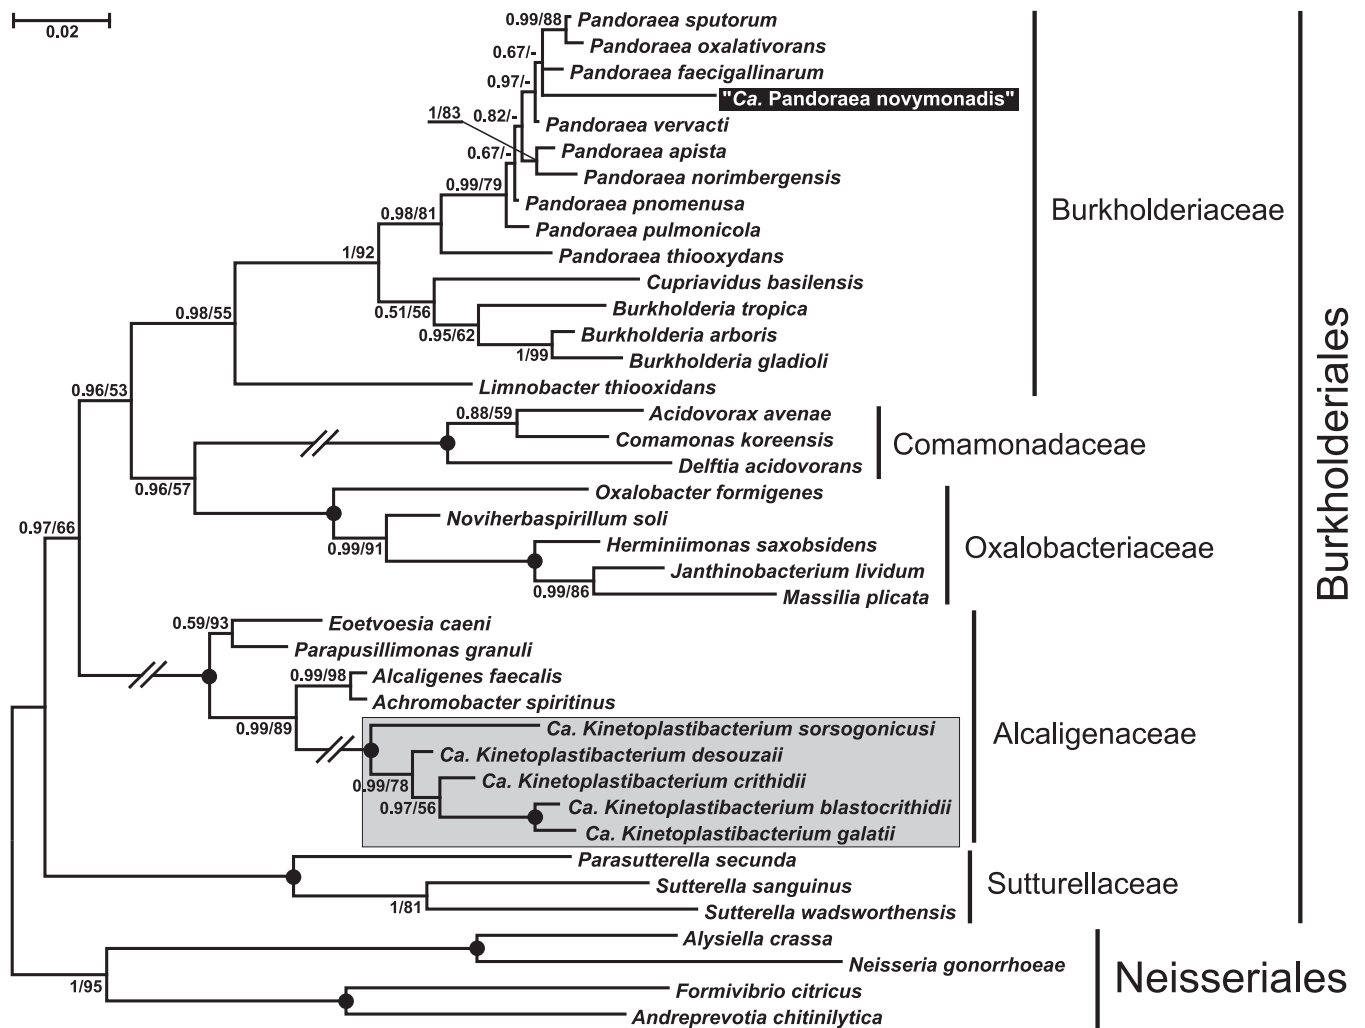 0.02
0.99/88
Pandoraea sputorum
Pandoraea oxalativorans
0.67/-
Pandoraea faecigallinarum
0.97/-
"Ca. Pandoraea novymonadis"
1/83
0.82/-
Pandoraea vervacti
0.67/-
Pandoraea apista
0.99/79
Pandoraea norimbergensis
Pandoraea pnomenusa
0.98/81
Pandoraea pulmonicola
1/92
Pandoraea thiooxydans
Cupriavidus basilensis
0.51/56
Burkholderia tropica
0.95/62
Burkholderia arboris
1/99
Burkholderia gladioli
0.98/55
Limnobacter thiooxidans
Burkholderiaceae
0.96/53
0.88/59
Acidovorax avenae
Comamonas koreensis
Delftia acidovorans
Comamonadaceae
0.96/57
Oxalobacter formigenes
Noviherbaspirillum soli
0.99/91
Herminiimonas saxobsidens
Janthinobacterium lividum
0.99/86
Massilia plicata
Oxalobacteriaceae
0.97/66
0.59/93
Eoetvoesia caeni
Parapusillimonas granuli
0.99/98
Alcaligenes faecalis
Achromobacter spiritinus
0.99/89
Ca. Kinetoplastibacterium sorsogonicusi
Ca. Kinetoplastibacterium desouzaii
0.99/78
Ca. Kinetoplastibacterium crithidii
0.97/56
Ca. Kinetoplastibacterium blastocrithidii
Ca. Kinetoplastibacterium galatii
Alcaligenaceae
Parasutterella secunda
Sutterella sanguinus
1/81
Sutterella wadsworthensis
Sutturellaceae
Burkholderiales
Alysiella crassa
Neisseria gonorrhoeae
1/95
Formivibrio citricus
Andreprevotia chitinilytica
Neisseriales